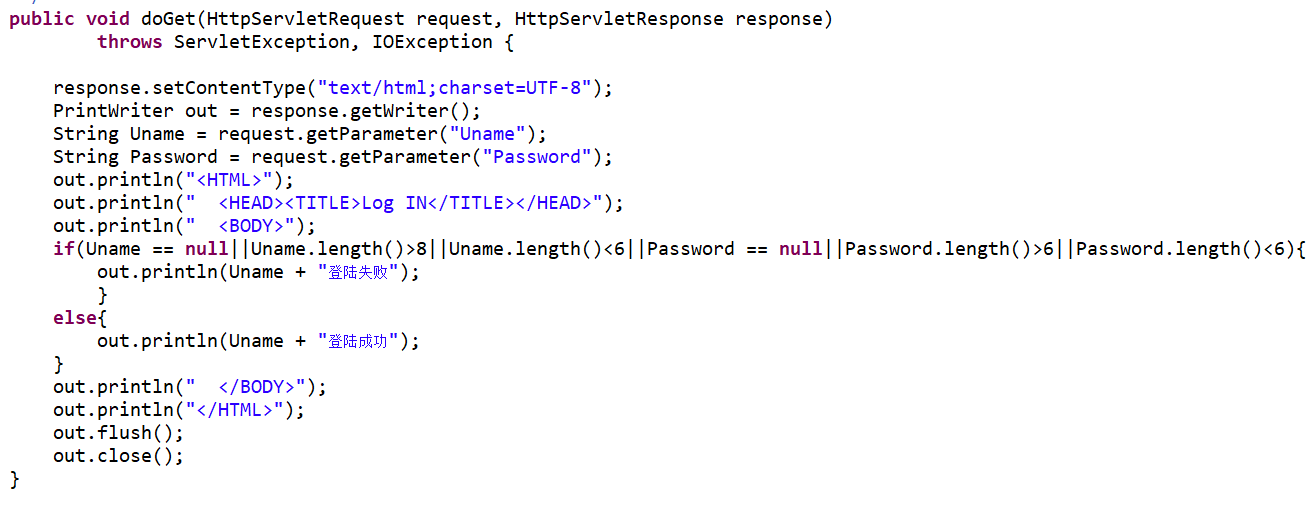 public void doGet(HttpServletRequest request, HttpServletResponse response)
        throws ServletException, IOException {

    response.setContentType("text/html;charset=UTF-8");
    PrintWriter out = response.getWriter();
    String Uname = request.getParameter("Uname");
    String Password = request.getParameter("Password");
    out.println("<HTML>");
    out.println("  <HEAD><TITLE>Log IN</TITLE></HEAD>");
    out.println("  <BODY>");
    if(Uname == null||Uname.length()>8||Uname.length()<6||Password == null||Password.length()>6||Password.length()<6){
        out.println(Uname + "登陆失败");
        }
    else{
        out.println(Uname + "登陆成功");
    }
    out.println("  </BODY>");
    out.println("</HTML>");
    out.flush();
    out.close();
}